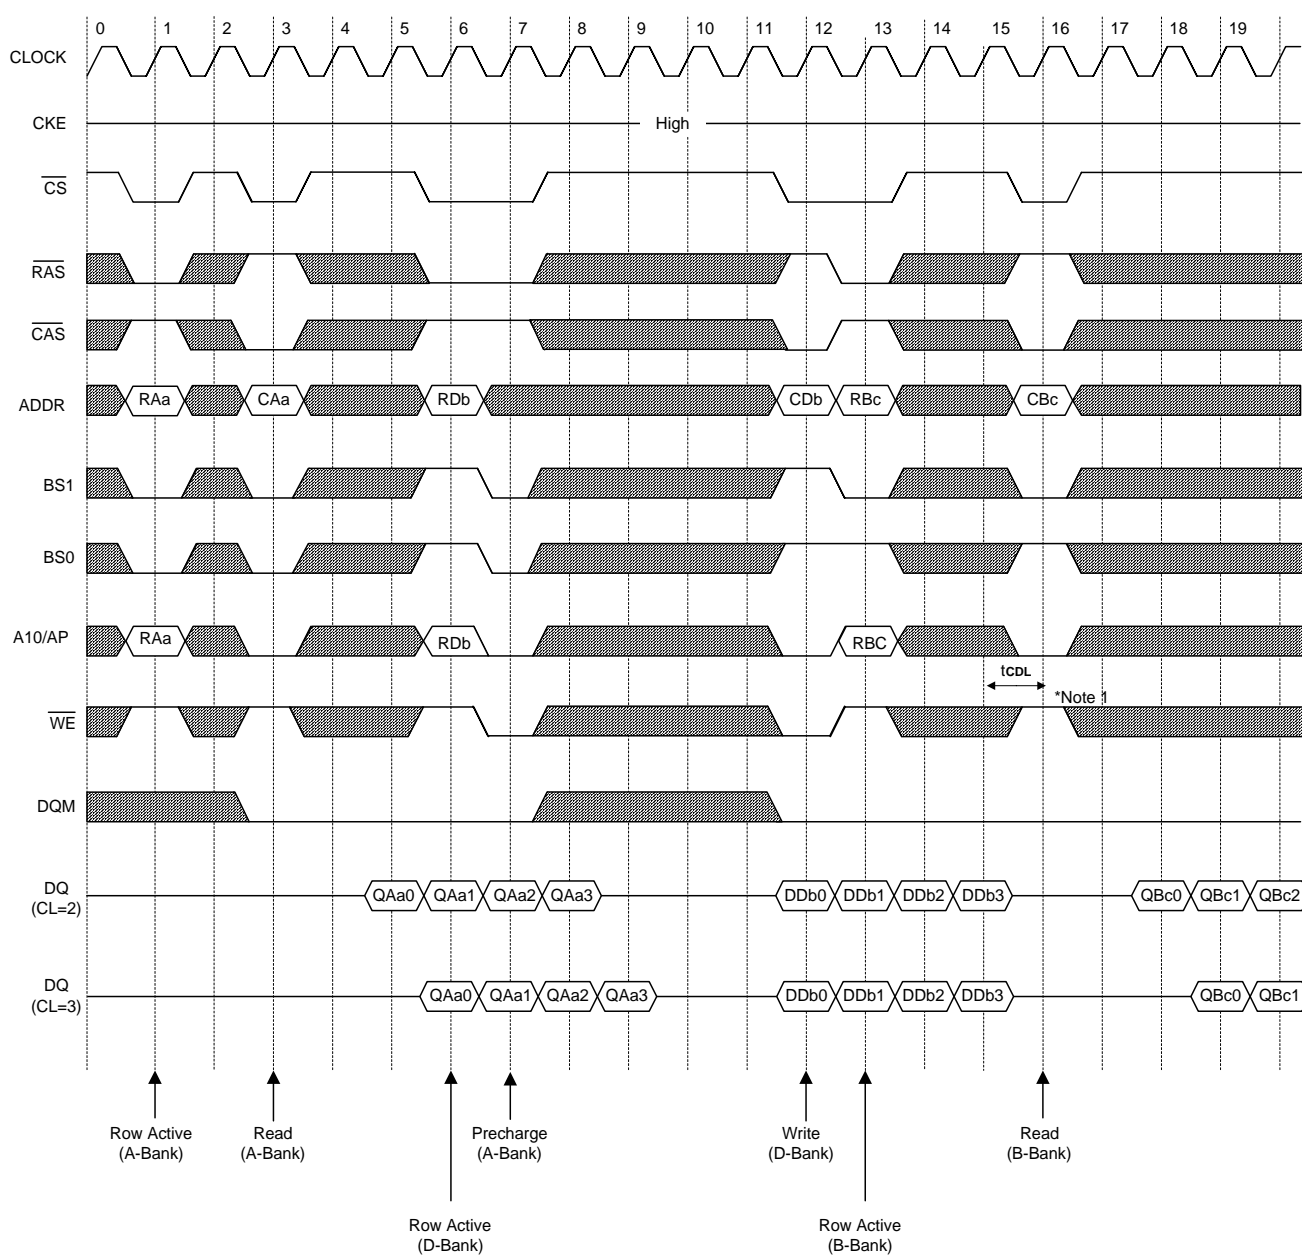 0 1 2 3 4 5 6 7 8 9 10 11 12 13 14 15 16 17 18 19
CLOCK
CKE High
CS
RAS
CAS
ADDR RAa CAa RDb CDb RBc CBc
BS1
BS0
A10/AP RAa RDb RBC
tCDL
*Note 1
WE
DQM
DQ
(CL=2) QAa0 QAa1 QAa2 QAa3 DDb0 DDb1 DDb2 DDb3 QBc0 QBc1 QBc2
DQ
(CL=3) QAa0 QAa1 QAa2 QAa3 DDb0 DDb1 DDb2 DDb3 QBc0 QBc1
Row Active
(A-Bank)
Read
(A-Bank)
Precharge
(A-Bank)
Write
(D-Bank)
Read
(B-Bank)
Row Active
(D-Bank)
Row Active
(B-Bank)